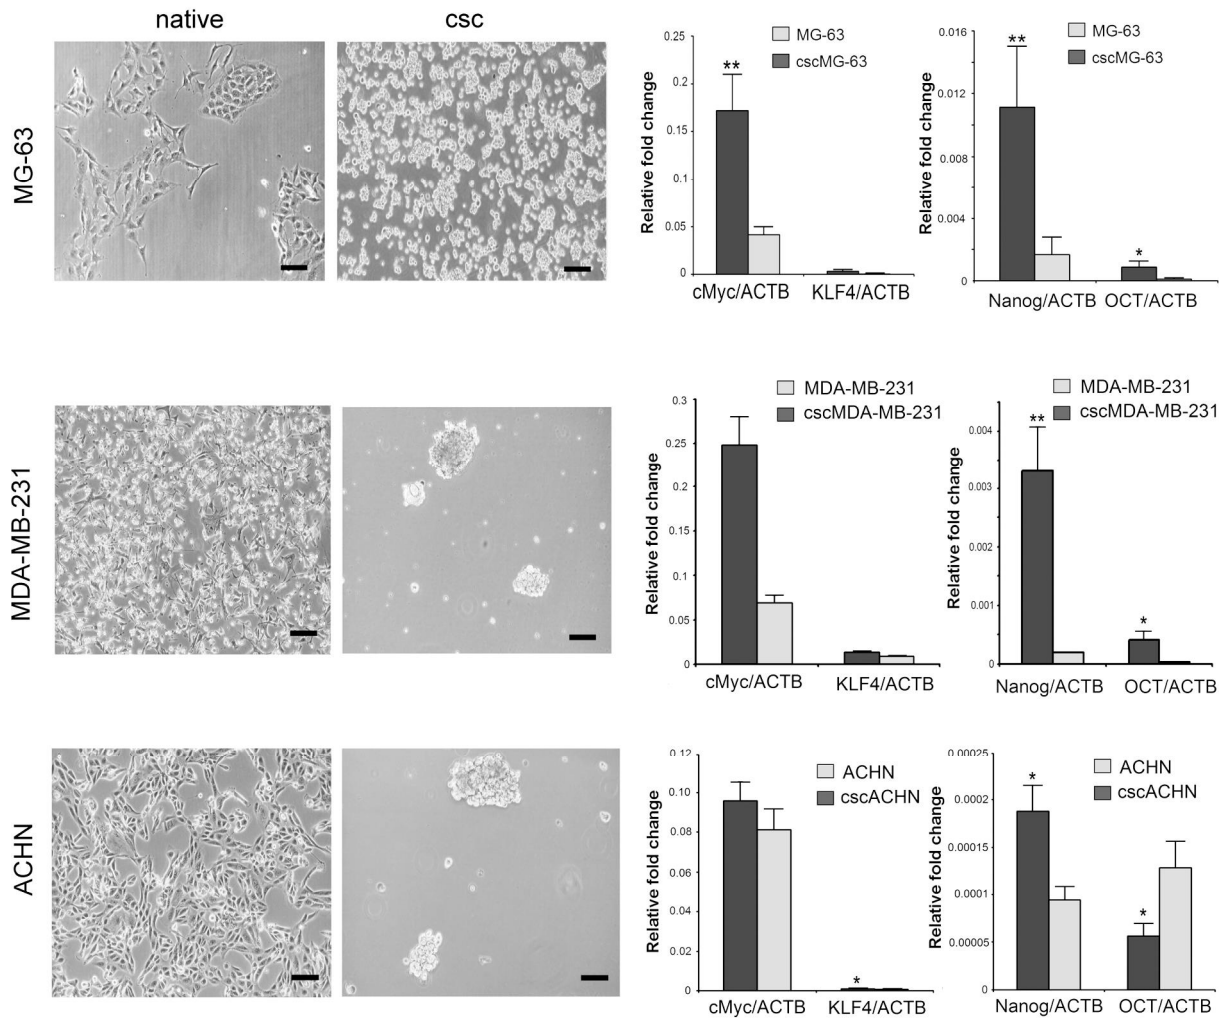 native
csc
MG-63
MG-63
cscMG-63
Relative fold change
0.25
0.2
0.15
0.1
0.05
0
**
cMyc/ACTB
KLF4/ACTB
MG-63
cscMG-63
Relative fold change
0.016
0.012
0.008
0.004
0
**
*
Nanog/ACTB
OCT/ACTB
MDA-MB-231
MDA-MB-231
cscMDA-MB-231
Relative fold change
0.3
0.25
0.2
0.15
0.1
0.05
0
cMyc/ACTB
KLF4/ACTB
MDA-MB-231
cscMDA-MB-231
Relative fold change
0.004
0.003
0.002
0.001
0
**
*
Nanog/ACTB
OCT/ACTB
ACHN
ACHN
cscACHN
Relative fold change
0.12
0.10
0.08
0.06
0.04
0.02
0.00
*
cMyc/ACTB
KLF4/ACTB
ACHN
cscACHN
Relative fold change
0.00025
0.0002
0.00015
0.0001
0.00005
0
*
*
Nanog/ACTB
OCT/ACTB